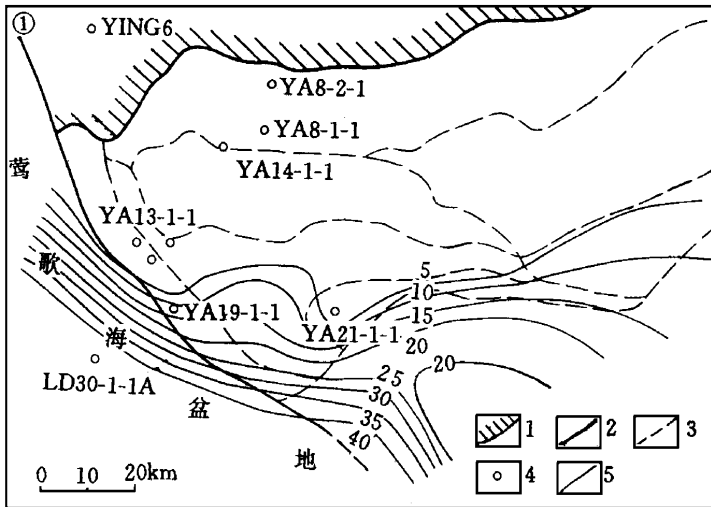 ① YING6
YA8-2-1
YA8-1-1
YA14-1-1
莺
YA13-1-1
歌
5
10
YA19-1-1
15
YA21-1-1
海
20
20
LD30-1-1A
25
盆
30
35
地
40
1
2
3
4
5
0 10 20km